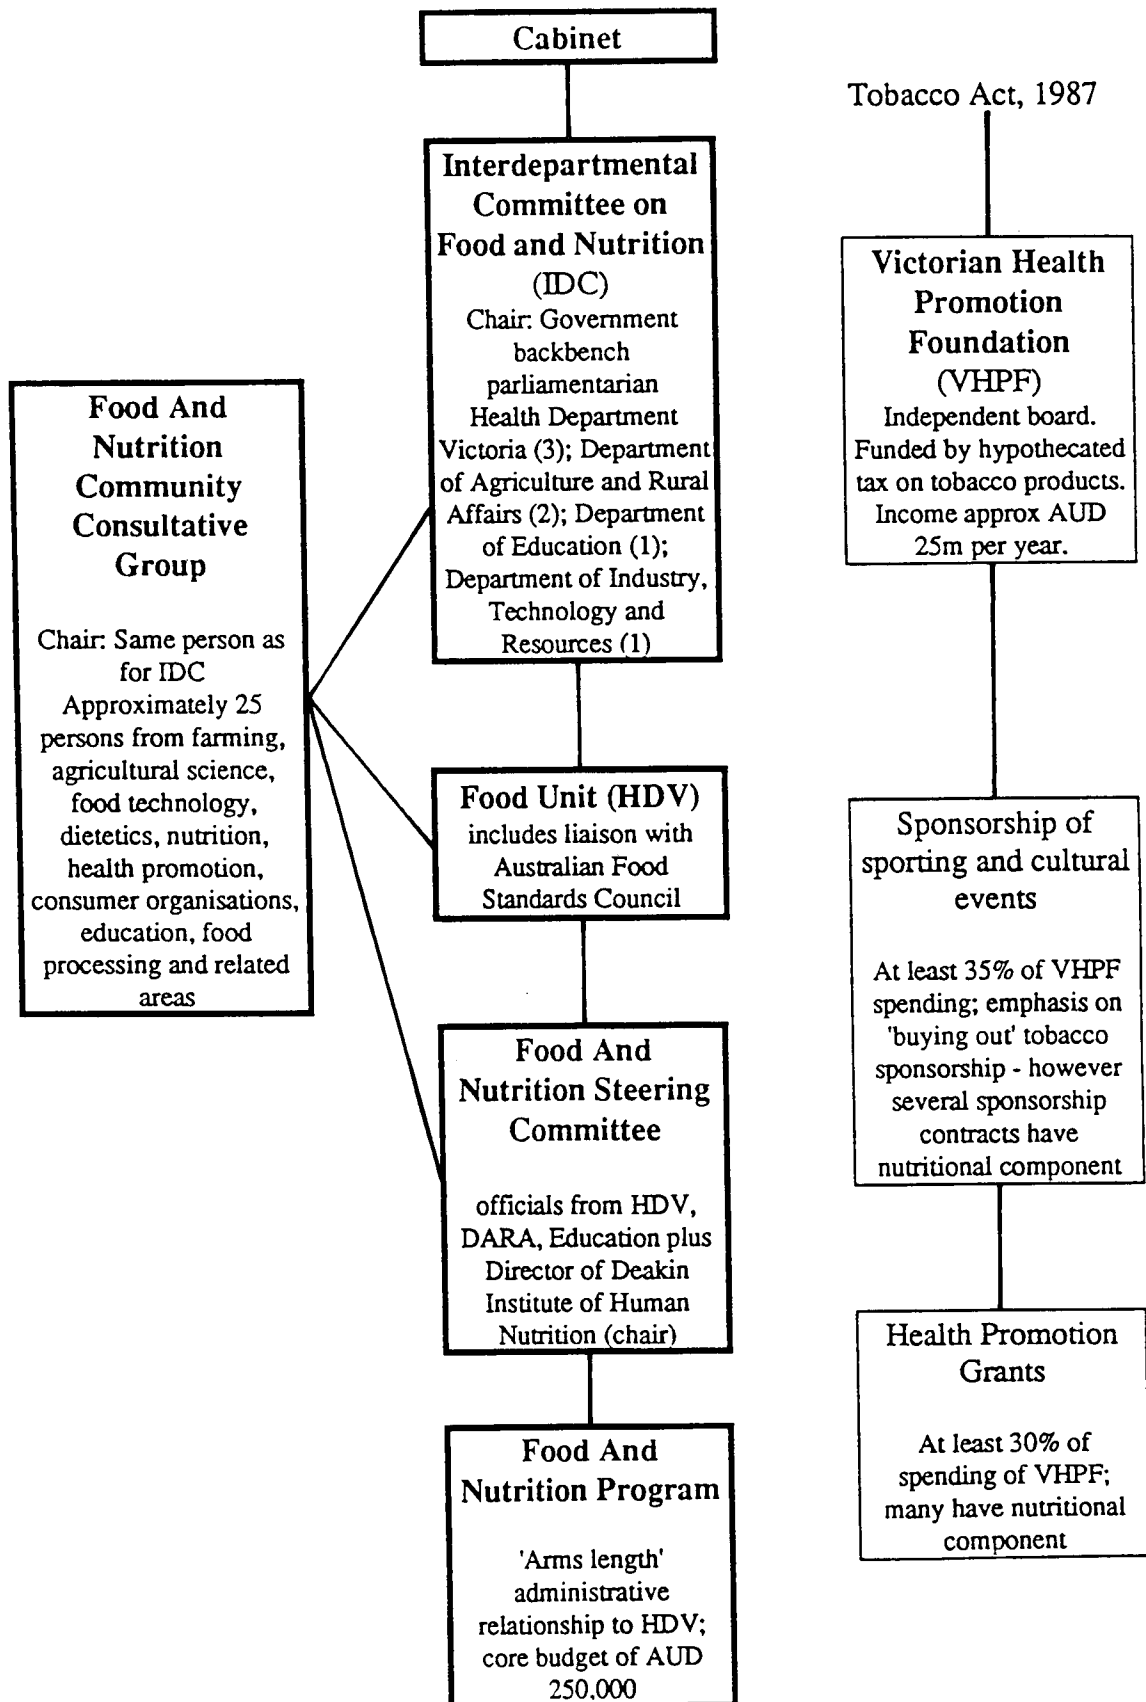 Cabinet
Tobacco Act, 1987
Interdepartmental
Committee on
Food and Nutrition
(IDC)
Chair: Government
backbench
parliamentarian
Health Department
Victoria (3); Department
of Agriculture and Rural
Affairs (2); Department
of Education (1);
Department of Industry,
Technology and
Resources (1)
Victorian Health
Promotion
Foundation
(VHPF)
Independent board.
Funded by hypothecated
tax on tobacco products.
Income approx AUD
25m per year.
Food And
Nutrition
Community
Consultative
Group
Chair: Same person as
for IDC
Approximately 25
persons from farming,
agricultural science,
food technology,
dietetics, nutrition,
health promotion,
consumer organisations,
education, food
processing and related
areas
Food Unit (HDV)
includes liaison with
Australian Food
Standards Council
Sponsorship of
sporting and cultural
events
At least 35% of VHPF
spending; emphasis on
'buying out' tobacco
sponsorship - however
several sponsorship
contracts have
nutritional component
Food And
Nutrition Steering
Committee
officials from HDV,
DARA, Education plus
Director of Deakin
Institute of Human
Nutrition (chair)
Health Promotion
Grants
At least 30% of
spending of VHPF;
many have nutritional
component
Food And
Nutrition Program
'Arms length'
administrative
relationship to HDV;
core budget of AUD
250,000